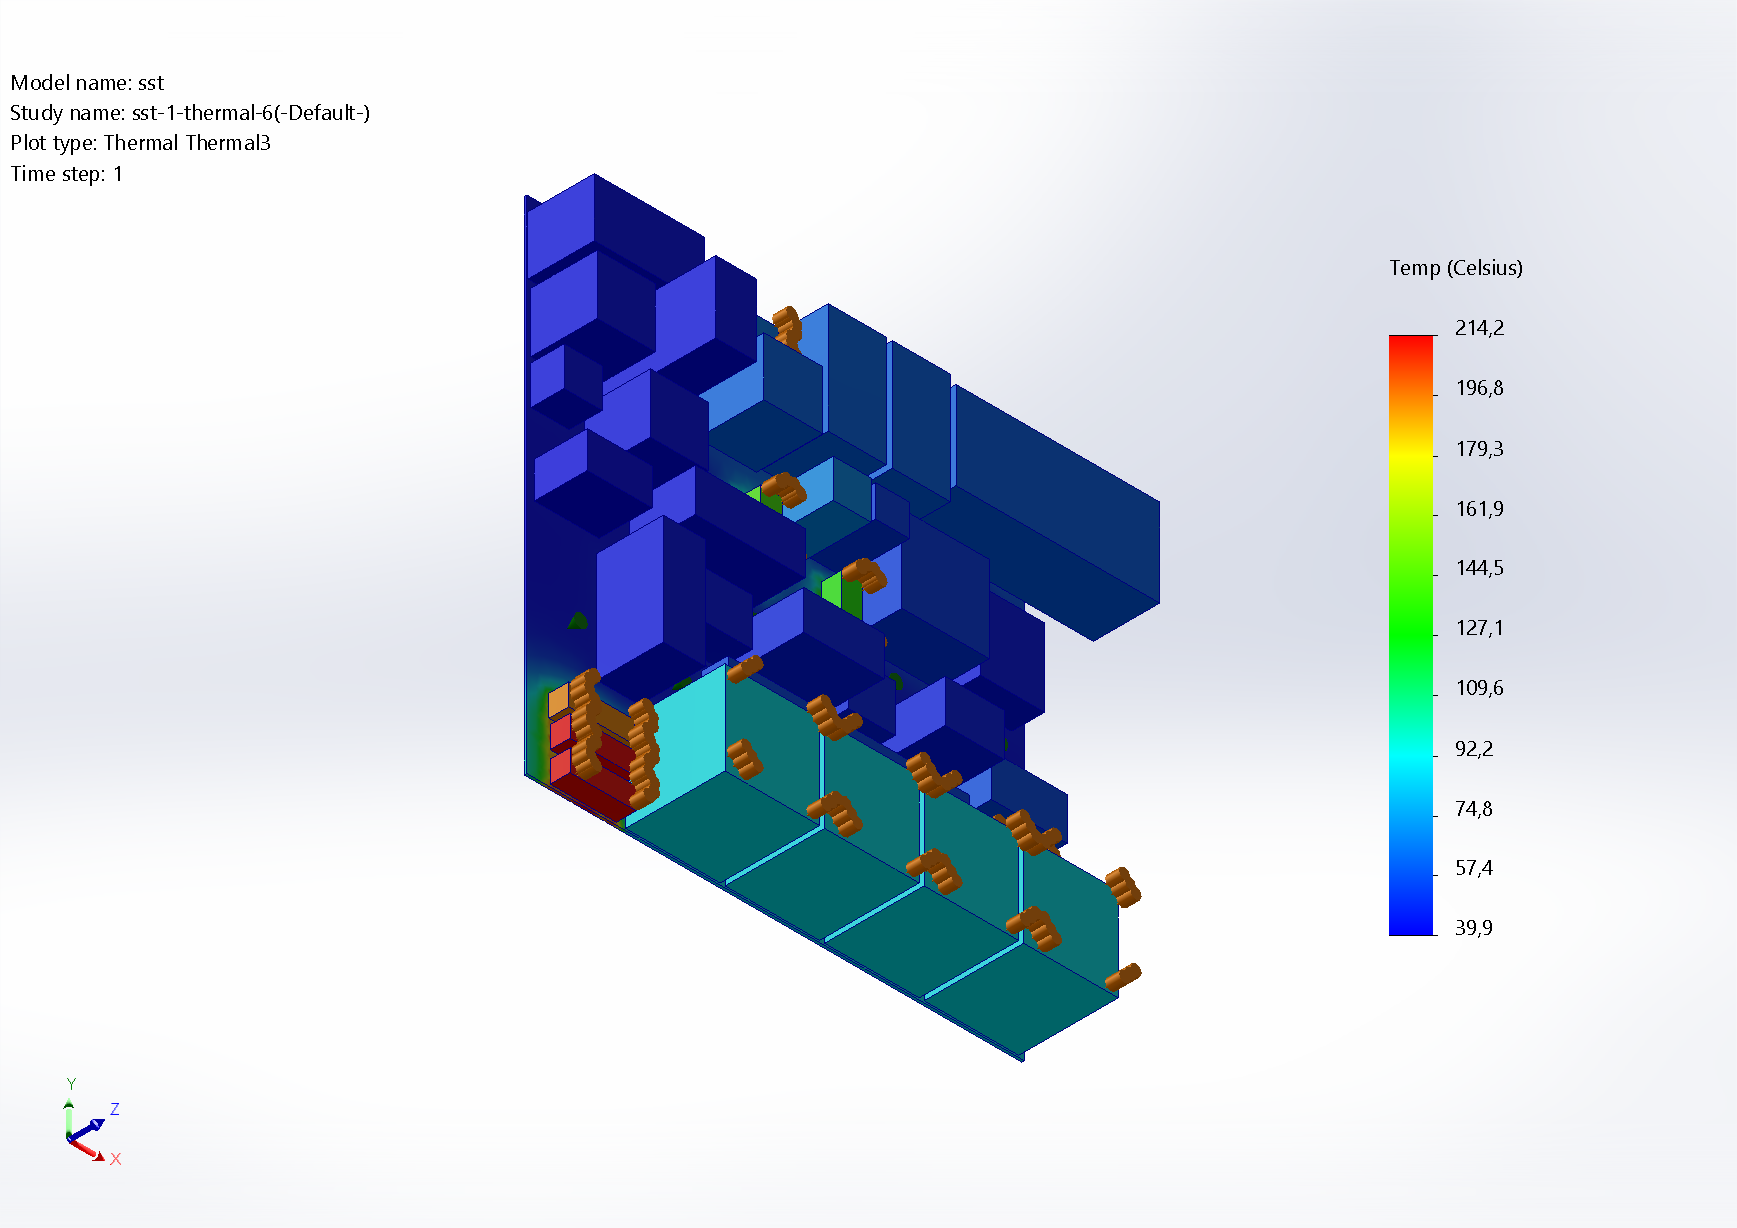 Model name: sst
Study name: sst-1-thermal-6(-Default-)
Plot type: Thermal Thermal3
Time step: 1
Temp (Celsius)
214,2
196,8
179,3
161,9
144,5
127,1
109,6
92,2
74,8
57,4
39,9
Y
Z
X